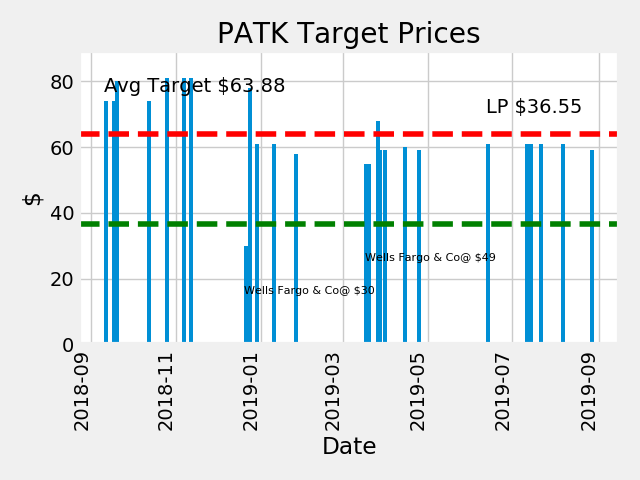 PATK Target Prices
Avg Target $63.88
LP $36.55
Wells Fargo & Co@ $49
Wells Fargo & Co@ $30
$
80
60
40
20
0
2018-09
2018-11
2019-01
2019-03
2019-05
2019-07
2019-09
Date